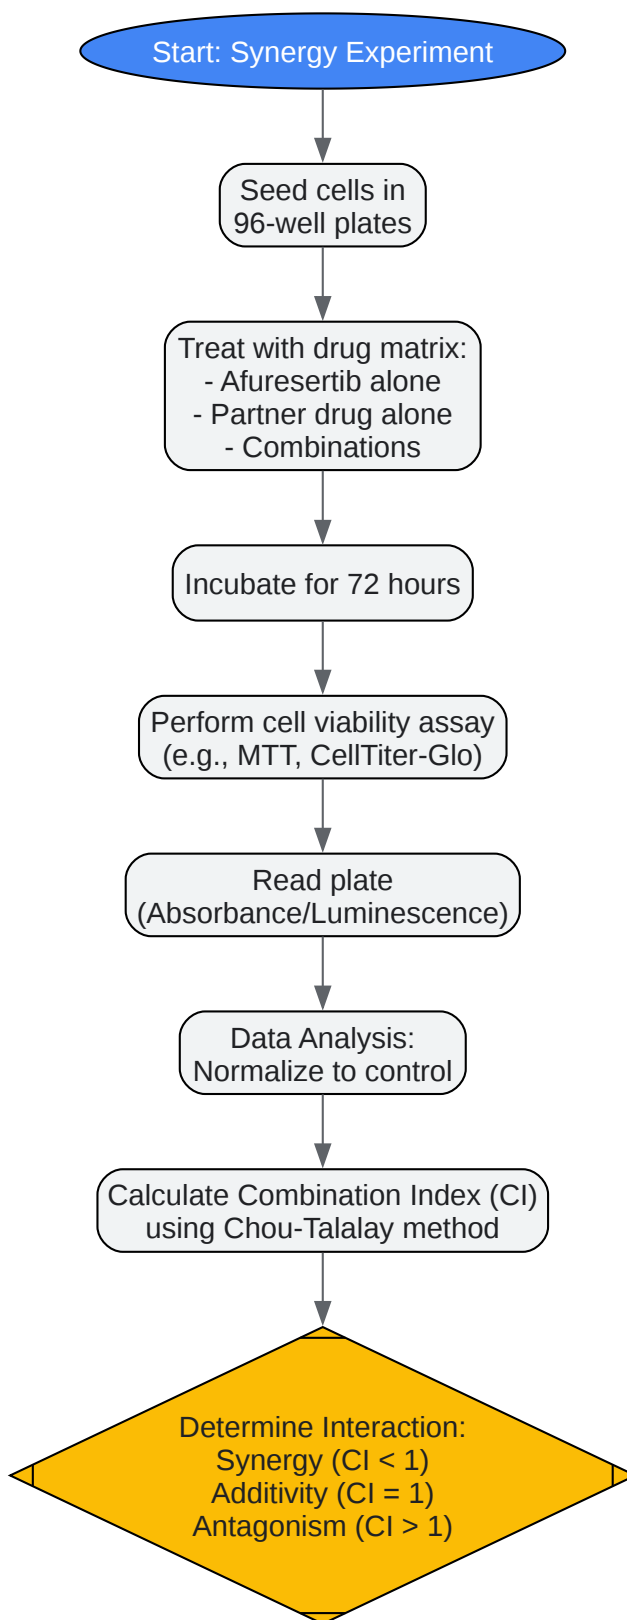 Start: Synergy Experiment
Seed cells in
96-well plates
Treat with drug matrix:
- Afuresertib alone
- Partner drug alone
- Combinations
Incubate for 72 hours
Perform cell viability assay
(e.g., MTT, CellTiter-Glo)
Read plate
(Absorbance/Luminescence)
Data Analysis:
Normalize to control
Calculate Combination Index (CI)
using Chou-Talalay method
Determine Interaction:
Synergy (CI < 1)
Additivity (CI = 1)
Antagonism (CI > 1)